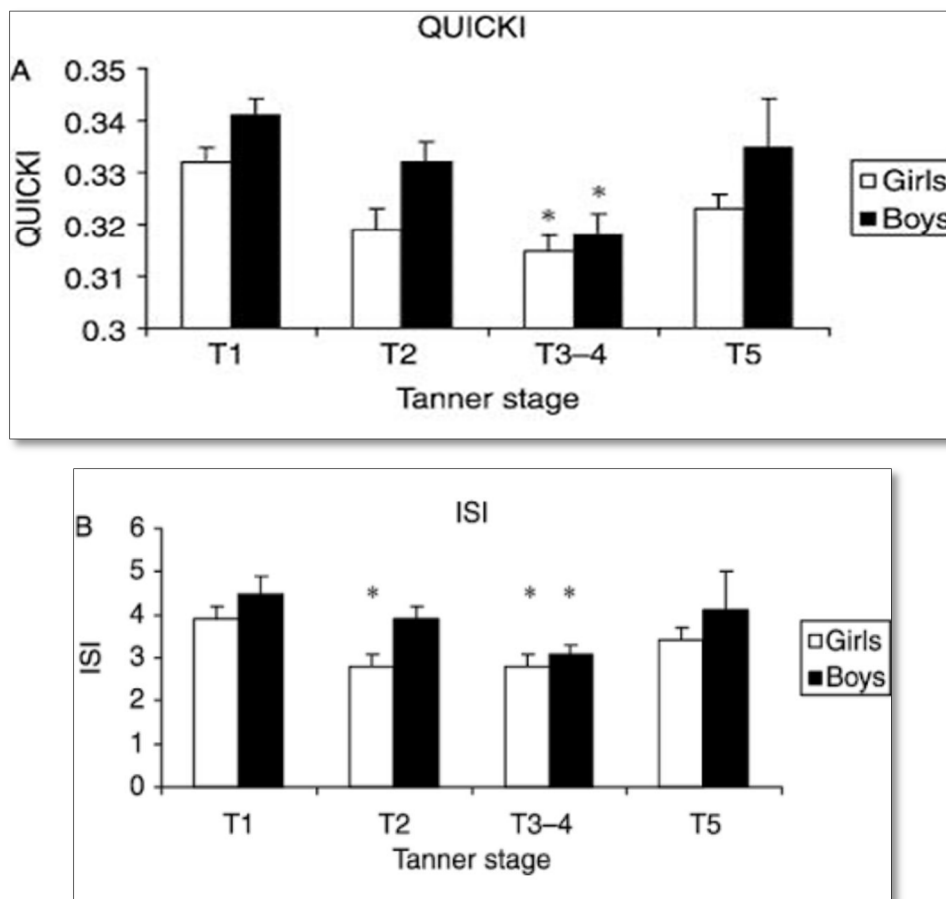 QUICKI
A
0.35
0.34
0.33
0.32
0.31
0.3
QUICKI
* *
T1 T2 T3–4 T5
Tanner stage
Girls
Boys
B
ISI
6
5
4
3
2
1
0
ISI
* * *
T1 T2 T3–4 T5
Tanner stage
Girls
Boys